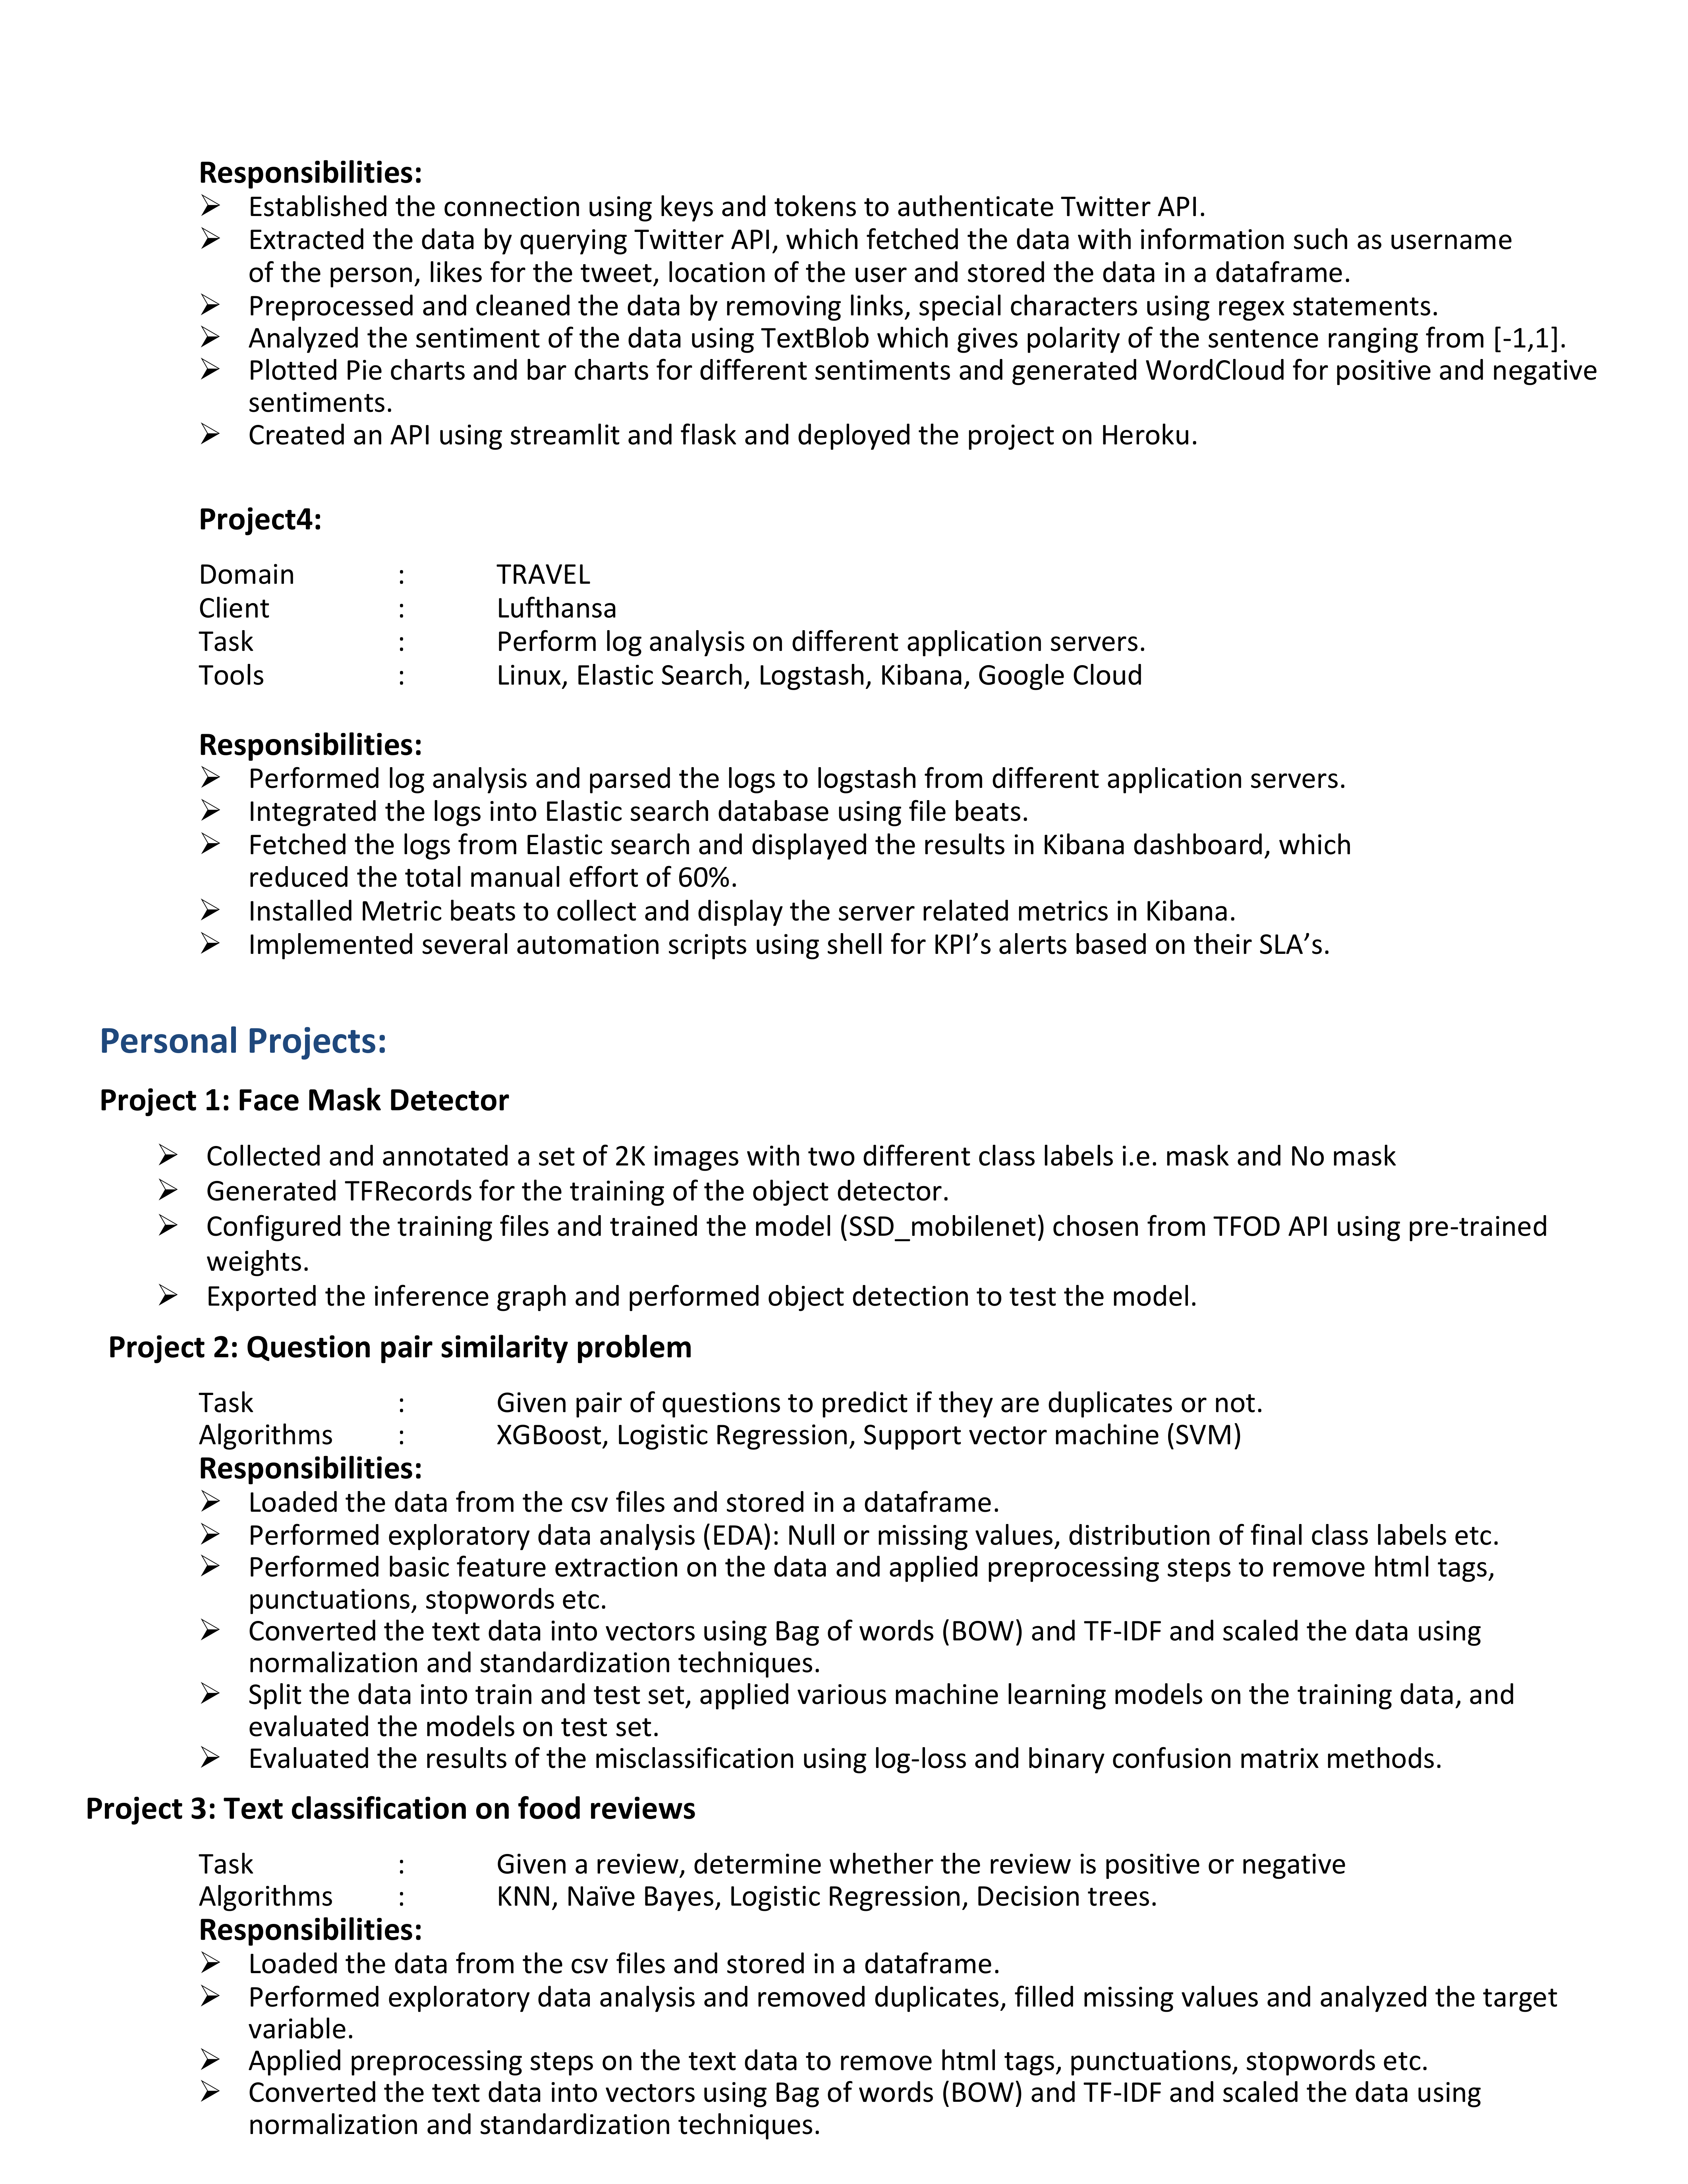 Responsibilities:
➢ Established the connection using keys and tokens to authenticate Twitter API.
➢ Extracted the data by querying Twitter API, which fetched the data with information such as username
of the person, likes for the tweet, location of the user and stored the data in a dataframe.
➢ Preprocessed and cleaned the data by removing links, special characters using regex statements.
➢ Analyzed the sentiment of the data using TextBlob which gives polarity of the sentence ranging from [-1,1].
➢ Plotted Pie charts and bar charts for different sentiments and generated WordCloud for positive and negative
sentiments.
➢ Created an API using streamlit and flask and deployed the project on Heroku.
Project4:
Domain : TRAVEL
Client : Lufthansa
Task : Perform log analysis on different application servers.
Tools : Linux, Elastic Search, Logstash, Kibana, Google Cloud
Responsibilities:
➢ Performed log analysis and parsed the logs to logstash from different application servers.
➢ Integrated the logs into Elastic search database using file beats.
➢ Fetched the logs from Elastic search and displayed the results in Kibana dashboard, which
reduced the total manual effort of 60%.
➢ Installed Metric beats to collect and display the server related metrics in Kibana.
➢ Implemented several automation scripts using shell for KPI’s alerts based on their SLA’s.
Personal Projects:
Project 1: Face Mask Detector
➢ Collected and annotated a set of 2K images with two different class labels i.e. mask and No mask
➢ Generated TFRecords for the training of the object detector.
➢ Configured the training files and trained the model (SSD_mobilenet) chosen from TFOD API using pre-trained
weights.
➢ Exported the inference graph and performed object detection to test the model.
Project 2: Question pair similarity problem
Task : Given pair of questions to predict if they are duplicates or not.
Algorithms : XGBoost, Logistic Regression, Support vector machine (SVM)
Responsibilities:
➢ Loaded the data from the csv files and stored in a dataframe.
➢ Performed exploratory data analysis (EDA): Null or missing values, distribution of final class labels etc.
➢ Performed basic feature extraction on the data and applied preprocessing steps to remove html tags,
punctuations, stopwords etc.
➢ Converted the text data into vectors using Bag of words (BOW) and TF-IDF and scaled the data using
normalization and standardization techniques.
➢ Split the data into train and test set, applied various machine learning models on the training data, and
evaluated the models on test set.
➢ Evaluated the results of the misclassification using log-loss and binary confusion matrix methods.
Project 3: Text classification on food reviews
Task : Given a review, determine whether the review is positive or negative
Algorithms : KNN, Naïve Bayes, Logistic Regression, Decision trees.
Responsibilities:
➢ Loaded the data from the csv files and stored in a dataframe.
➢ Performed exploratory data analysis and removed duplicates, filled missing values and analyzed the target
variable.
➢ Applied preprocessing steps on the text data to remove html tags, punctuations, stopwords etc.
➢ Converted the text data into vectors using Bag of words (BOW) and TF-IDF and scaled the data using
normalization and standardization techniques.